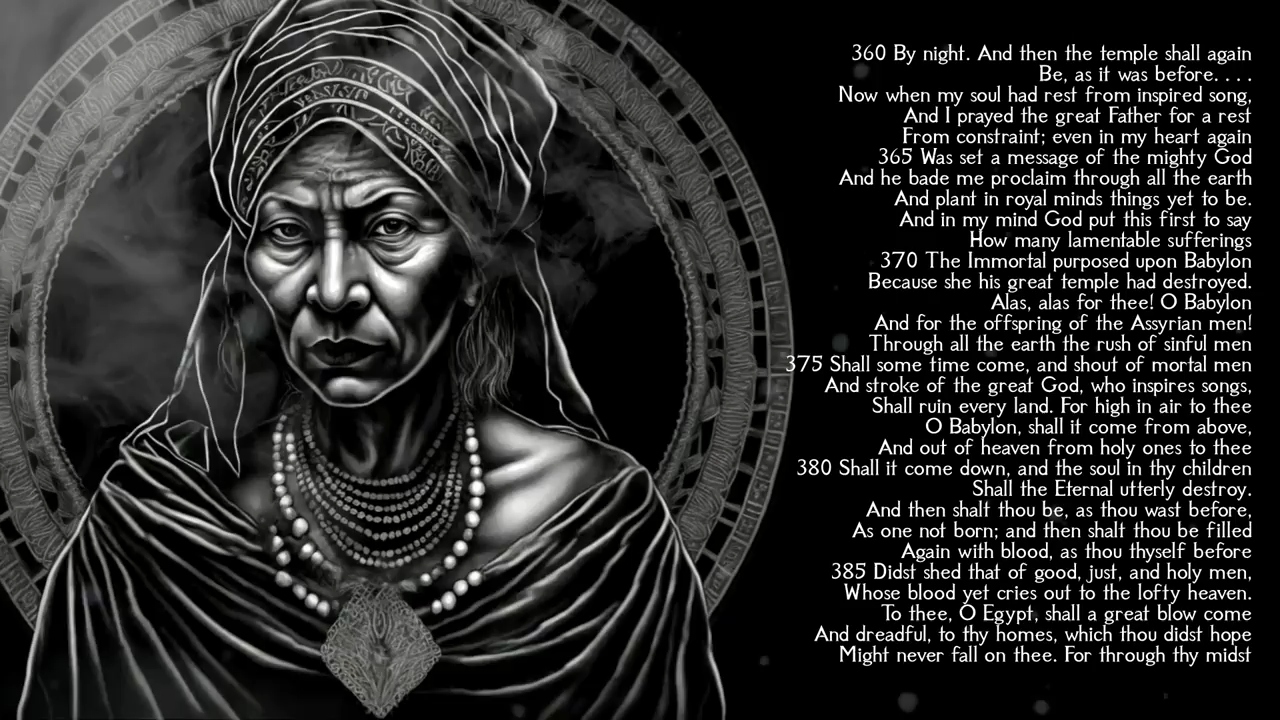 360 By night. And then the temple shall again
Be, as it was before. . . .
Now when my soul had rest from inspired song,
And I prayed the great Father for a rest
From constraint; even in my heart again
365 Was set a message of the mighty God
And he bade me proclaim through all the earth
And plant in royal minds things yet to be.
And in my mind God put this first to say
How many lamentable sufferings
370 The Immortal purposed upon Babylon
Because she his great temple had destroyed.
Alas, alas for thee! O Babylon
And for the offspring of the Assyrian men!
Through all the earth the rush of sinful men
375 Shall some time come, and shout of mortal men
And stroke of the great God, who inspires songs,
Shall ruin every land. For high in air to thee
O Babylon, shall it come from above,
And out of heaven from holy ones to thee
380 Shall it come down, and the soul in thy children
Shall the Eternal utterly destroy.
And then shalt thou be, as thou wast before,
As one not born; and then shalt thou be filled
Again with blood, as thou thyself before
385 Didst shed that of good, just, and holy men,
Whose blood yet cries out to the lofty heaven.
To thee, O Egypt, shall a great blow come
And dreadful, to thy homes, which thou didst hope
Might never fall on thee. For through thy midst